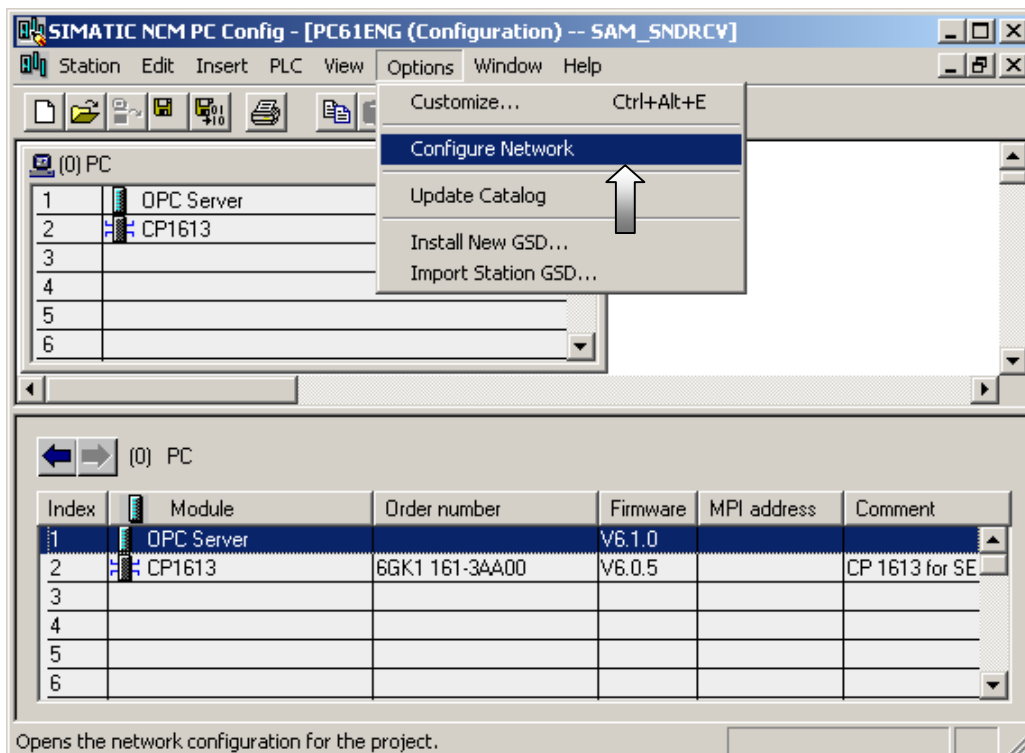 SIMATIC NCM PC Config - [PC61ENG (Configuration) -- SAM_SNDRCV]
Station Edit Insert PLC View Options Window Help
Customize... Ctrl+Alt+E
Configure Network
Update Catalog
Install New GSD...
Import Station GSD...
(0) PC
1 OPC Server
2 CP1613
3
4
5
6
(0) PC
Index Module Order number Firmware MPI address Comment
1 OPC Server V6.1.0
2 CP1613 6GK1 161-3AA00 V6.0.5 CP 1613 for SE
3
4
5
6
Opens the network configuration for the project.